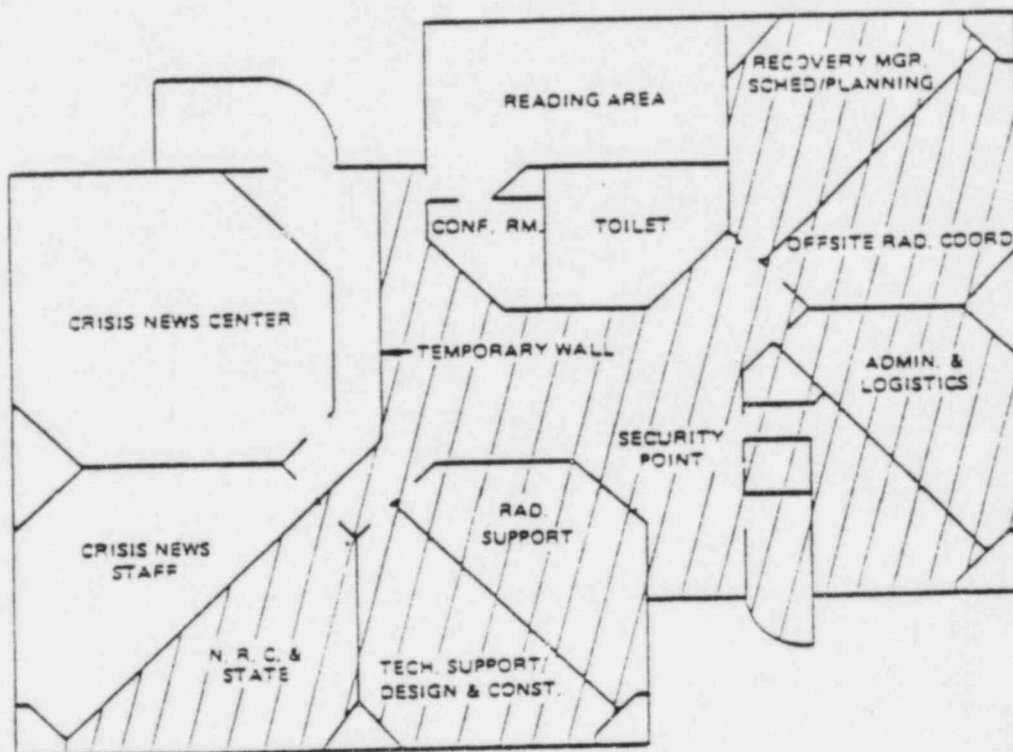 RECOVERY MGR.
SCHED/PLANNING
READING AREA
CONF. RM.
TOILET
OFFSITE RAD. COORD
CRISIS NEWS CENTER
TEMPORARY WALL
ADMIN. &
LOGISTICS
SECURITY
POINT
RAD.
SUPPORT
CRISIS NEWS
STAFF
N. R. C. &
STATE
TECH. SUPPORT/
DESIGN & CONST.